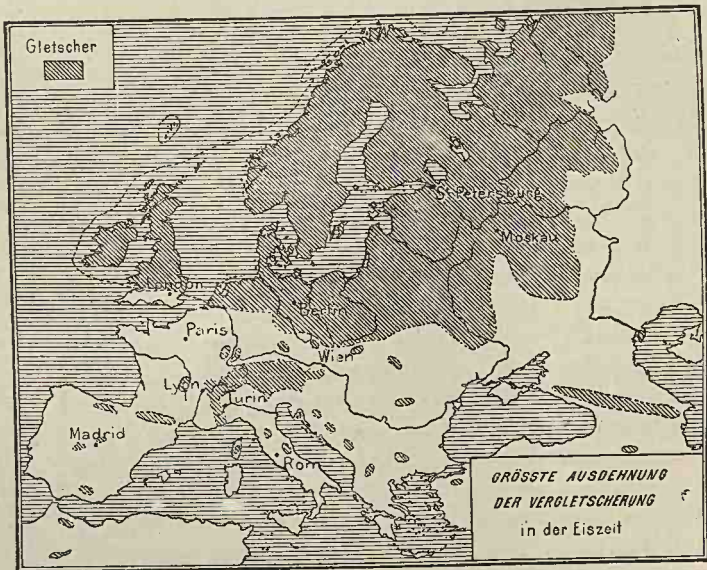 Gletscher
St. Petersburg
Moskau
London
Berlin
Paris
Wien
Lyon
Turin
Madrid
Rom
GRÖSSTE AUSDEHNUNG
DER VERGLETSCHERUNG
in der Eiszeit